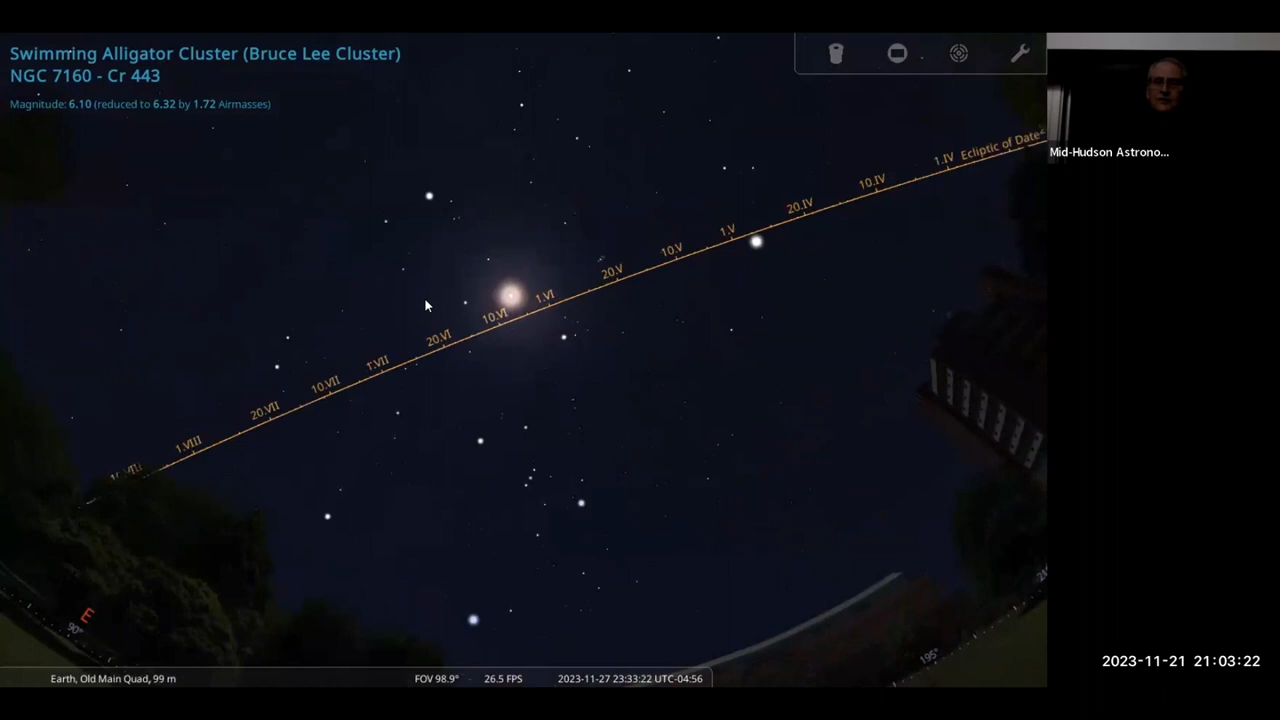 Swimming Alligator Cluster (Bruce Lee Cluster)
NGC 7160 - Cr 443
Magnitude: 6.10 (reduced to 6.32 by 1.72 Airmasses)
1.IV Ecliptic of Date
10.IV
20.IV
1.V
10.V
20.V
1.VI
10.VI
20.VI
1.VII
10.VII
20.VII
1.VIII
Mid-Hudson Astrono...
E
90°
195°
2023-11-21 21:03:22
Earth, Old Main Quad, 99 m
FOV 98.9°
26.5 FPS
2023-11-27 23:33:22 UTC-04:56